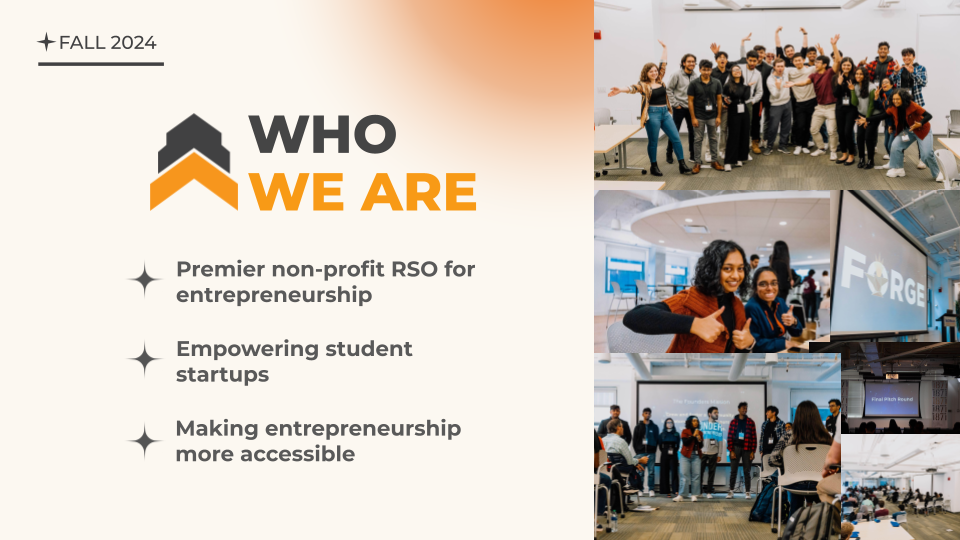 FALL 2024
WHO
WE ARE
Premier non-profit RSO for
entrepreneurship
Empowering student
startups
Making entrepreneurship
more accessible
FORGE
Final Pitch Round